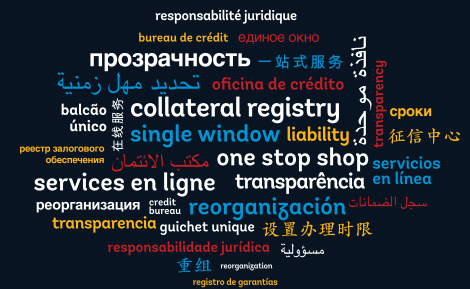 responsabilité juridique
bureau de crédit единое окно
прозрачность 一站式服务
نافذة موحدة
تحديد مهل زمنية
oficina de crédito
transparency
balcão
único
在线服务
collateral registry
сроки
single window liability
征信中心
реестр залогового
обеспечения
مكتب الائتمان
one stop shop
servicios
en línea
services en ligne
transparência
реорганизация
credit
bureau
reorganización
سجل الضمانات
transparencia
guichet unique
设置办理时限
responsabilidade jurídica
مسؤولية
重组
reorganization
registro de garantías